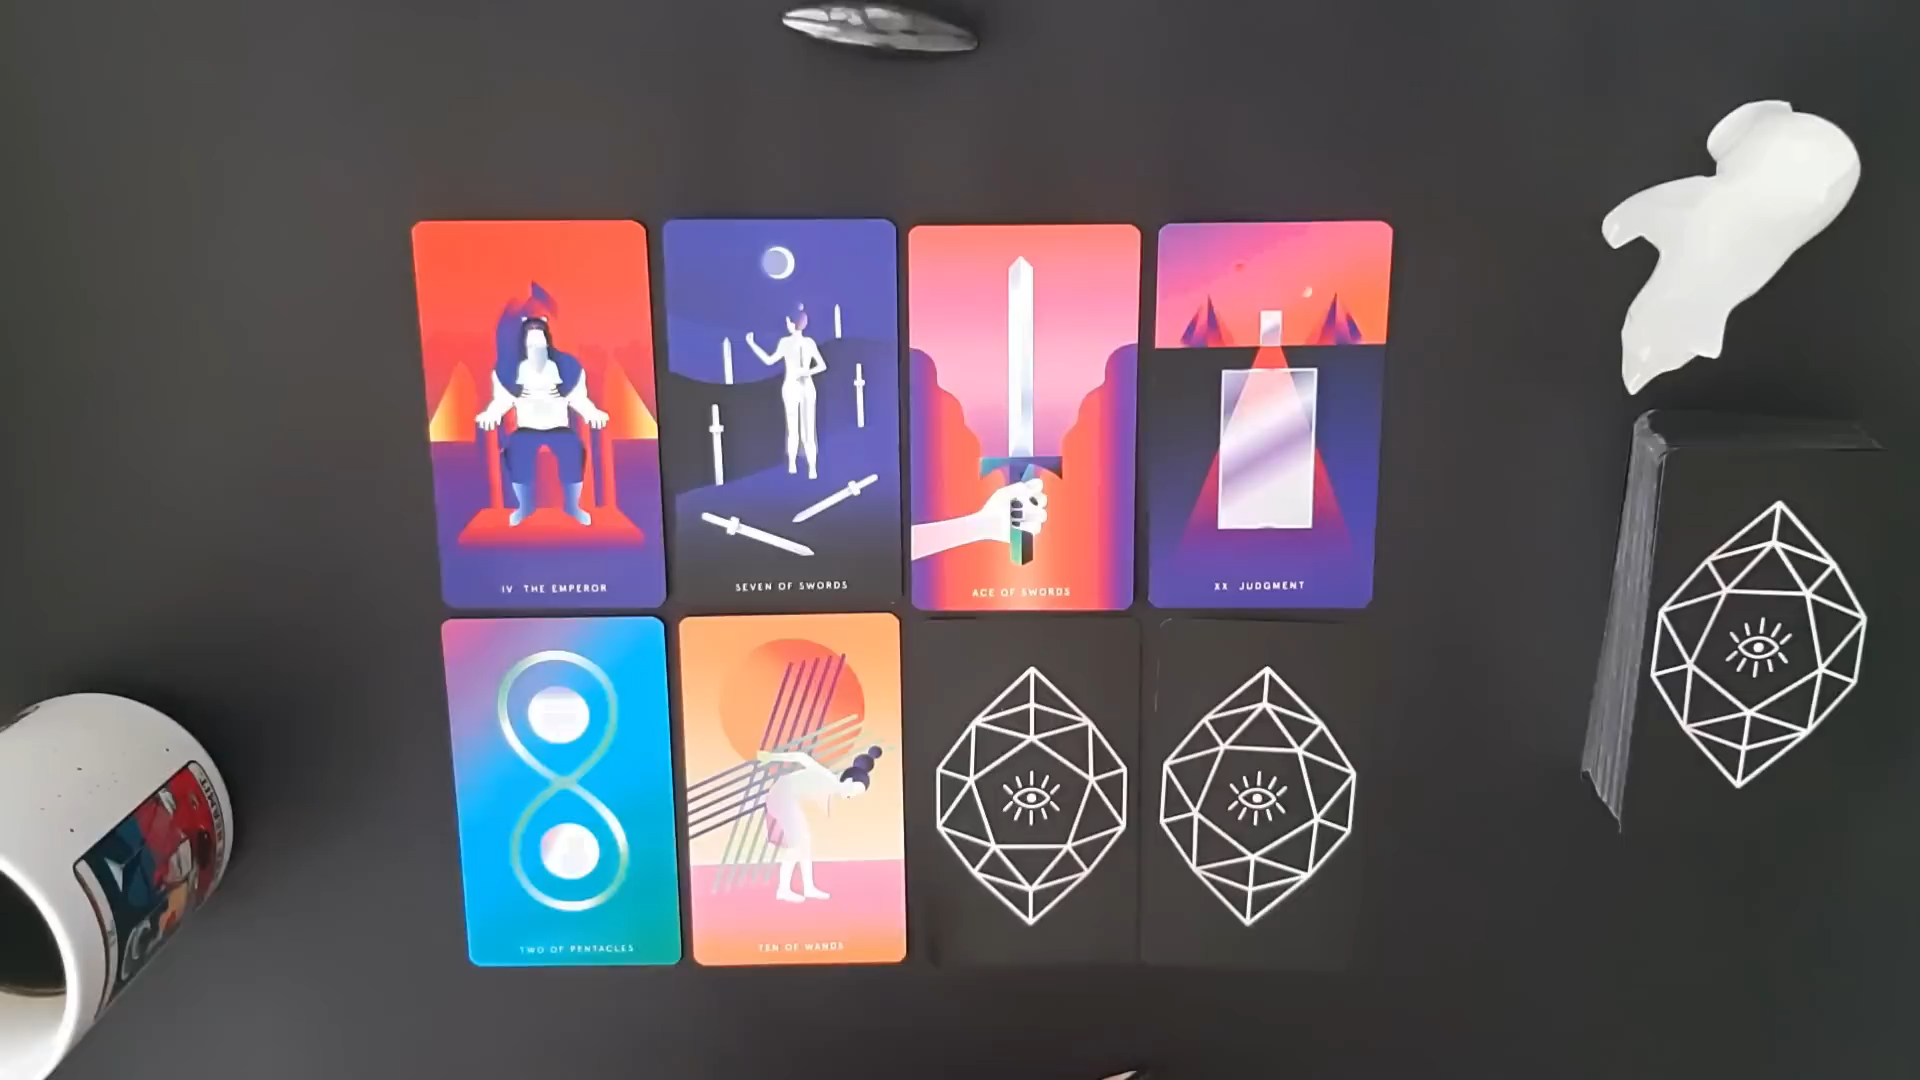 IV THE EMPEROR
SEVEN OF SWORDS
ACE OF SWORDS
XX JUDGMENT
TWO OF PENTACLES
TEN OF WANDS